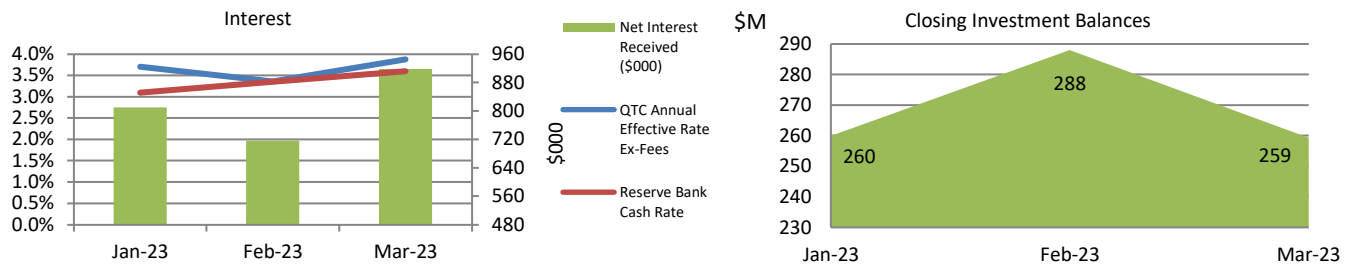 Interest
4.0%
3.5%
3.0%
2.5%
2.0%
1.5%
1.0%
0.5%
0.0%
960
880
800
720
640
560
480
$000
Jan-23
Feb-23
Mar-23
Net Interest
Received
($000)
QTC Annual
Effective Rate
Ex-Fees
Reserve Bank
Cash Rate
$M
Closing Investment Balances
290
280
270
260
250
240
230
260
288
259
Jan-23
Feb-23
Mar-23